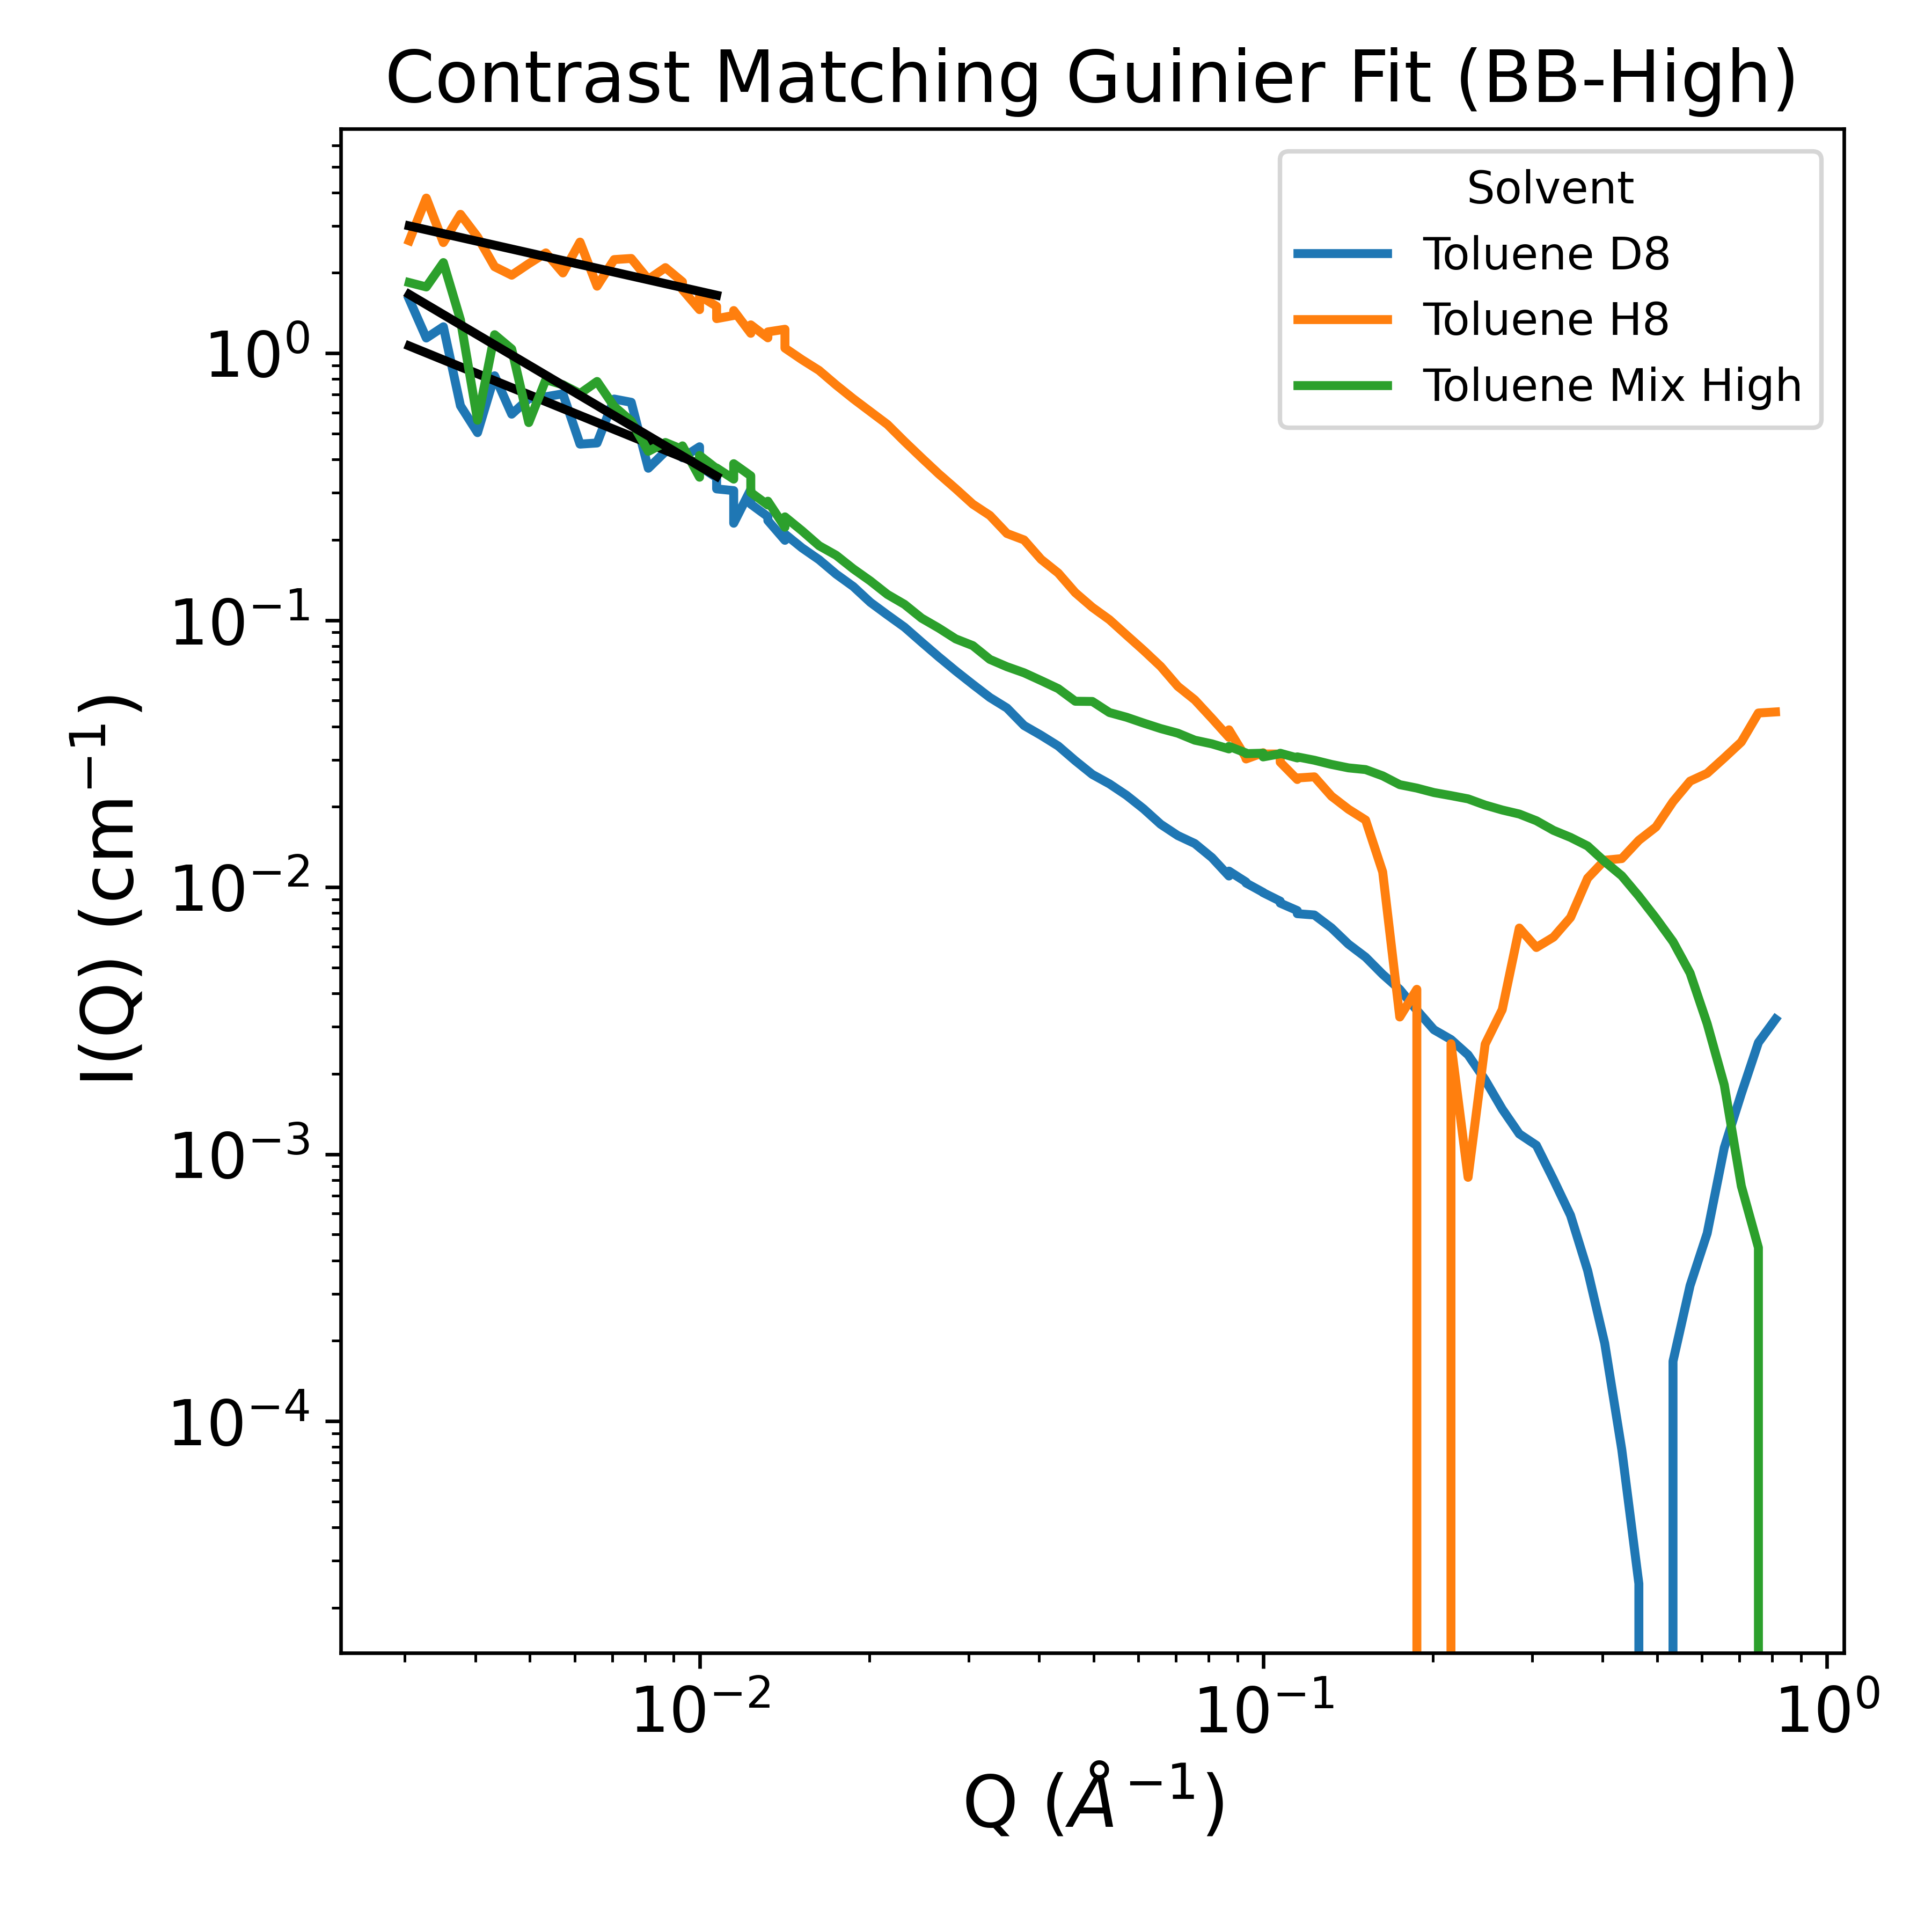 Contrast Matching Guinier Fit (BB-High)
Solvent
Toluene D8
Toluene H8
Toluene Mix High
10⁰
10⁻¹
10⁻²
10⁻³
10⁻⁴
I(Q) (cm⁻¹)
10⁻² 10⁻¹ 10⁰
Q (Å⁻¹)